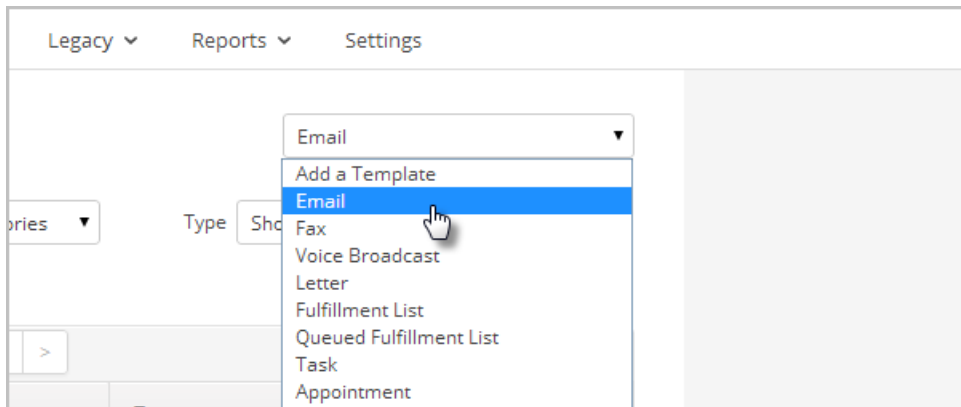 Legacy Reports Settings
Email
Add a Template
Email
Type
Fax
Voice Broadcast
Letter
Fulfillment List
Queued Fulfillment List
>
Task
Appointment